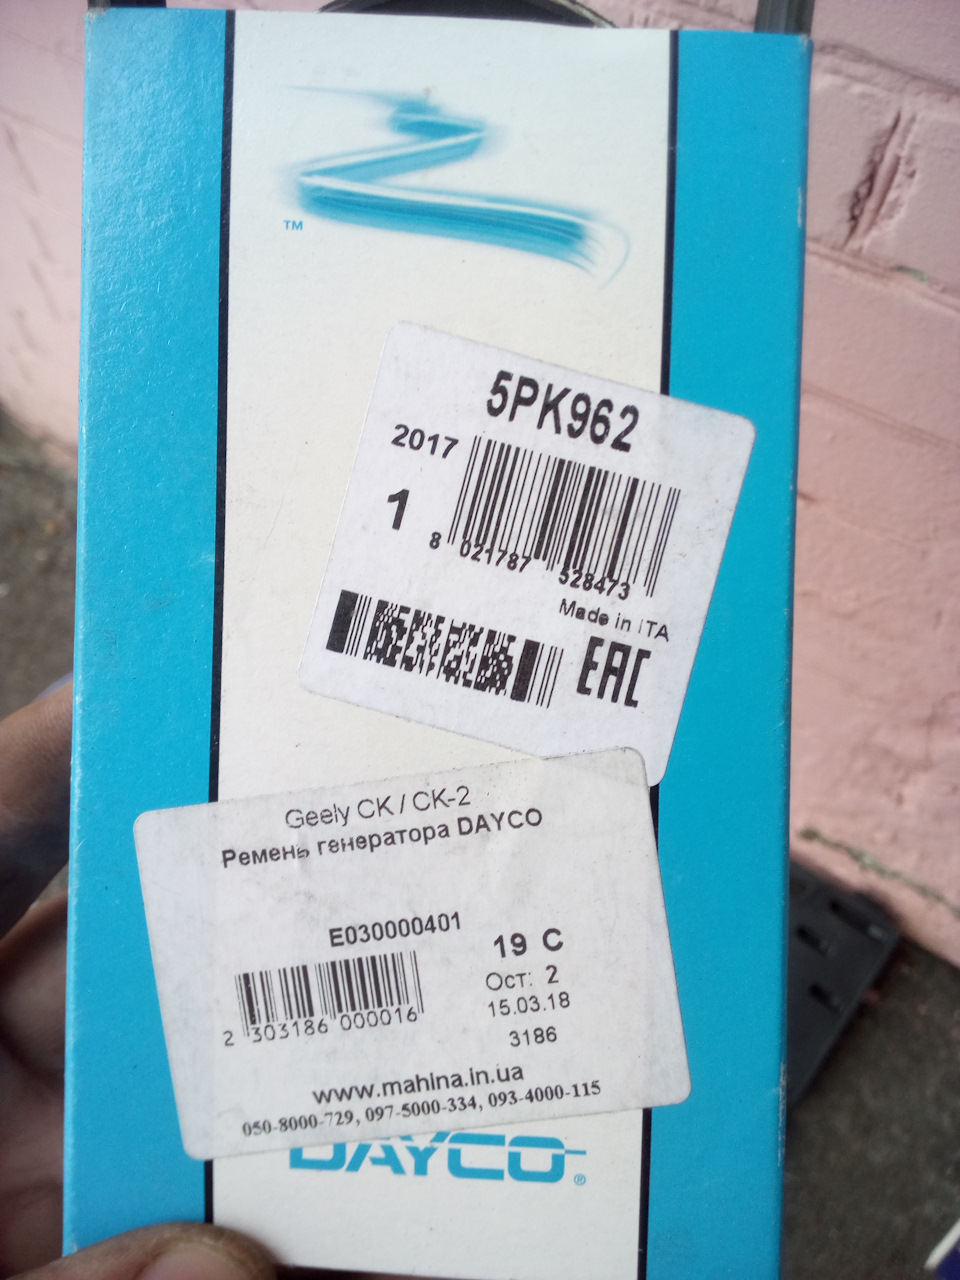 TM
5PK962
2017
1
8 021787 528473
Made in ITA
EAC
Geely CK / CK-2
Ремень генератора DAYCO
E030000401
19 C
Ост: 2
15.03.18
3186
2 303186 000016
www.mahina.in.ua
050-8000-729, 097-5000-334, 093-4000-115
DAYCO®